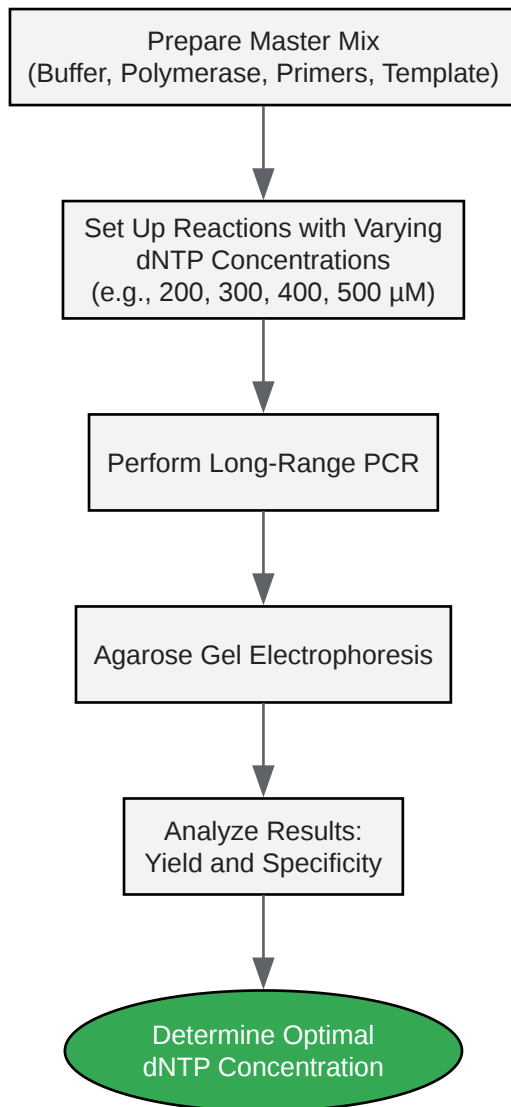 Prepare Master Mix
(Buffer, Polymerase, Primers, Template)
Set Up Reactions with Varying
dNTP Concentrations
(e.g., 200, 300, 400, 500 µM)
Perform Long-Range PCR
Agarose Gel Electrophoresis
Analyze Results:
Yield and Specificity
Determine Optimal
dNTP Concentration